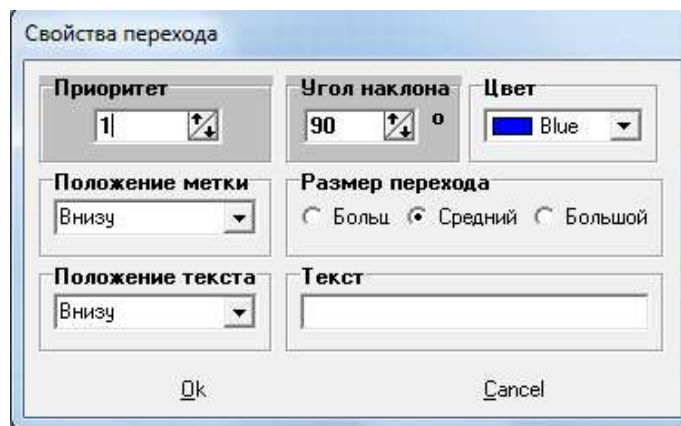 Свойства перехода
Приоритет Угол наклона Цвет
1 90 º Blue
Положение метки Размер перехода
Внизу Больш Средний Большой
Положение текста Текст
Внизу
Ok Cancel